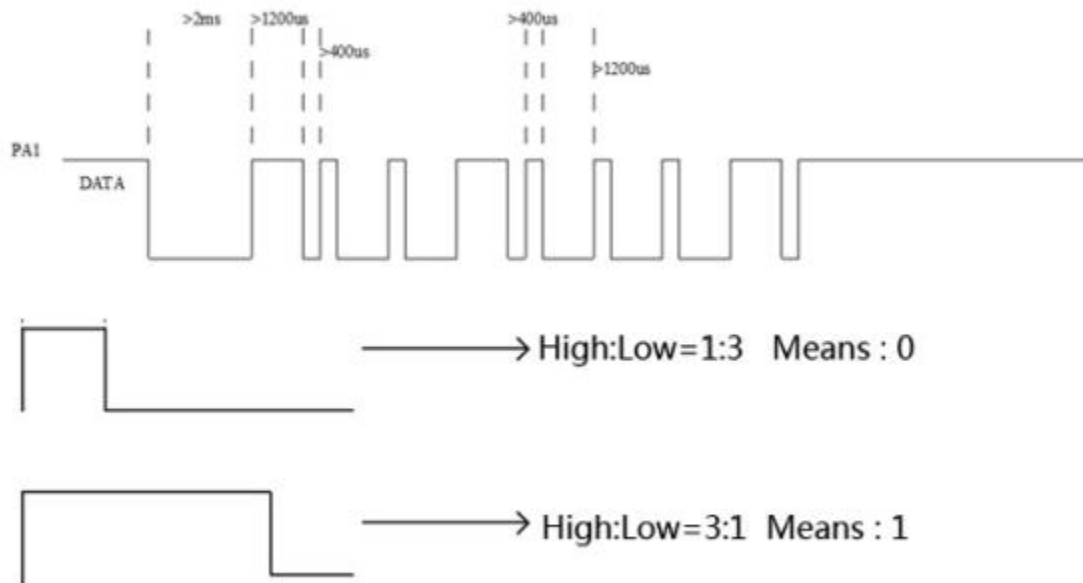 >2ms >1200us >400us
>400us
>1200us
PA1
DATA
High:Low=1:3 Means : 0
High:Low=3:1 Means : 1